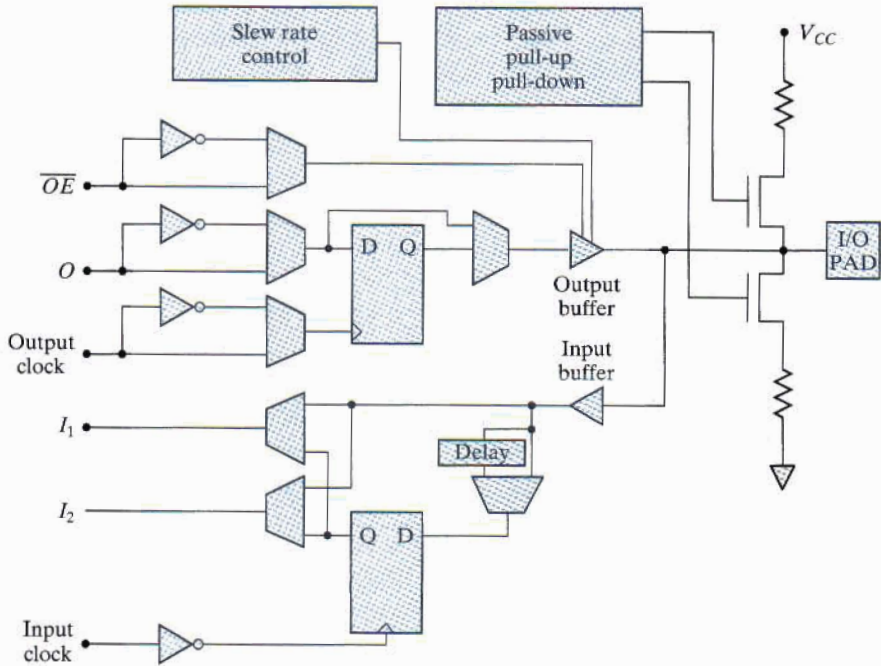 Slew rate
control
Passive
pull-up
pull-down
V_CC
\overline{OE}
O
D
Q
I/O
PAD
Output
buffer
Output
clock
Input
buffer
I_1
Delay
I_2
Q
D
Input
clock